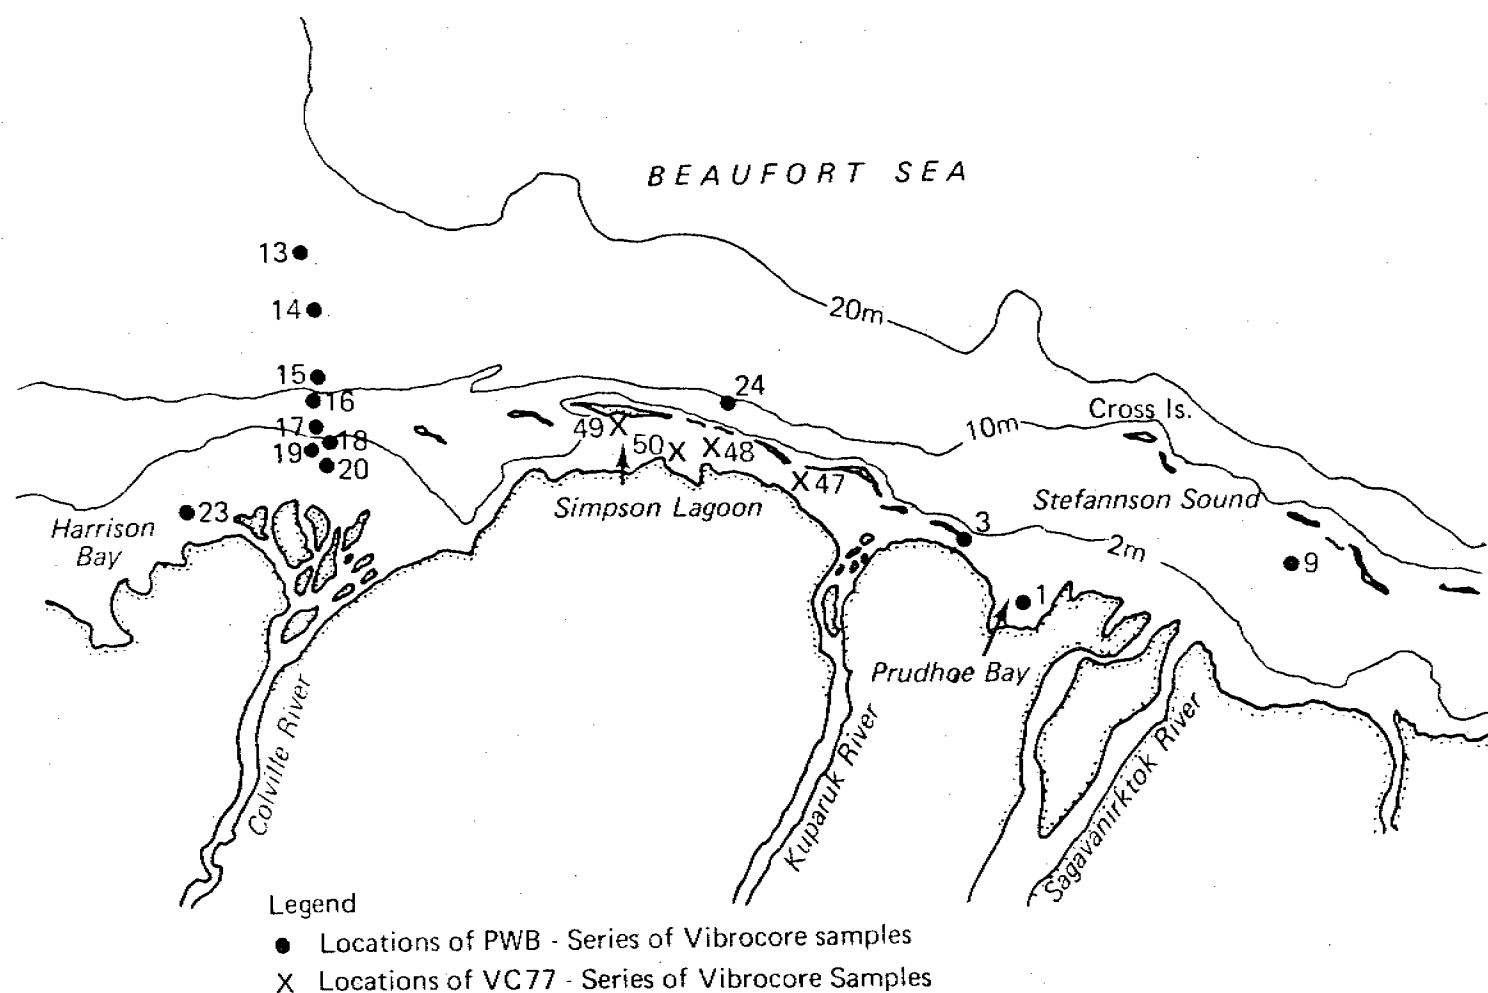 BEAUFORT SEA
13
14
20m
15
16
24
Cross Is.
17
18
49
50
48
10m
19
20
47
Simpson Lagoon
Stefannson Sound
23
Harrison
Bay
3
2m
9
1
Prudhoe Bay
Colville River
Kuparuk River
Sagavanirktok River
Legend
● Locations of PWB - Series of Vibrocore samples
X Locations of VC77 - Series of Vibrocore Samples